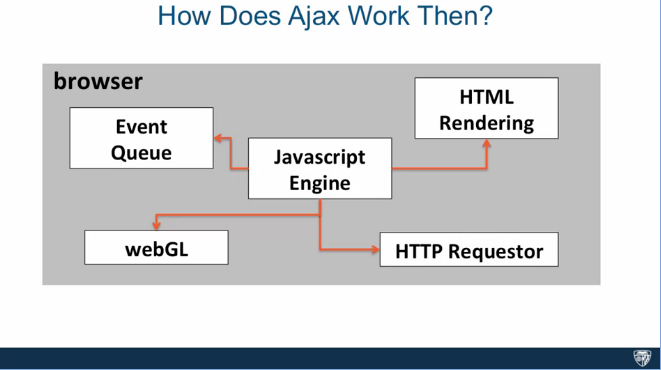 How Does Ajax Work Then?
browser
HTML
Rendering
Event
Queue
Javascript
Engine
webGL
HTTP Requestor